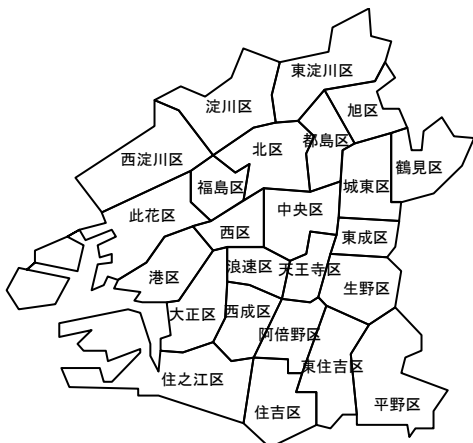 東淀川区
淀川区
旭区
都島区
北区
西淀川区
鶴見区
福島区
城東区
中央区
此花区
西区
東成区
浪速区
天王寺区
港区
生野区
大正区
西成区
阿倍野区
東住吉区
住之江区
平野区
住吉区